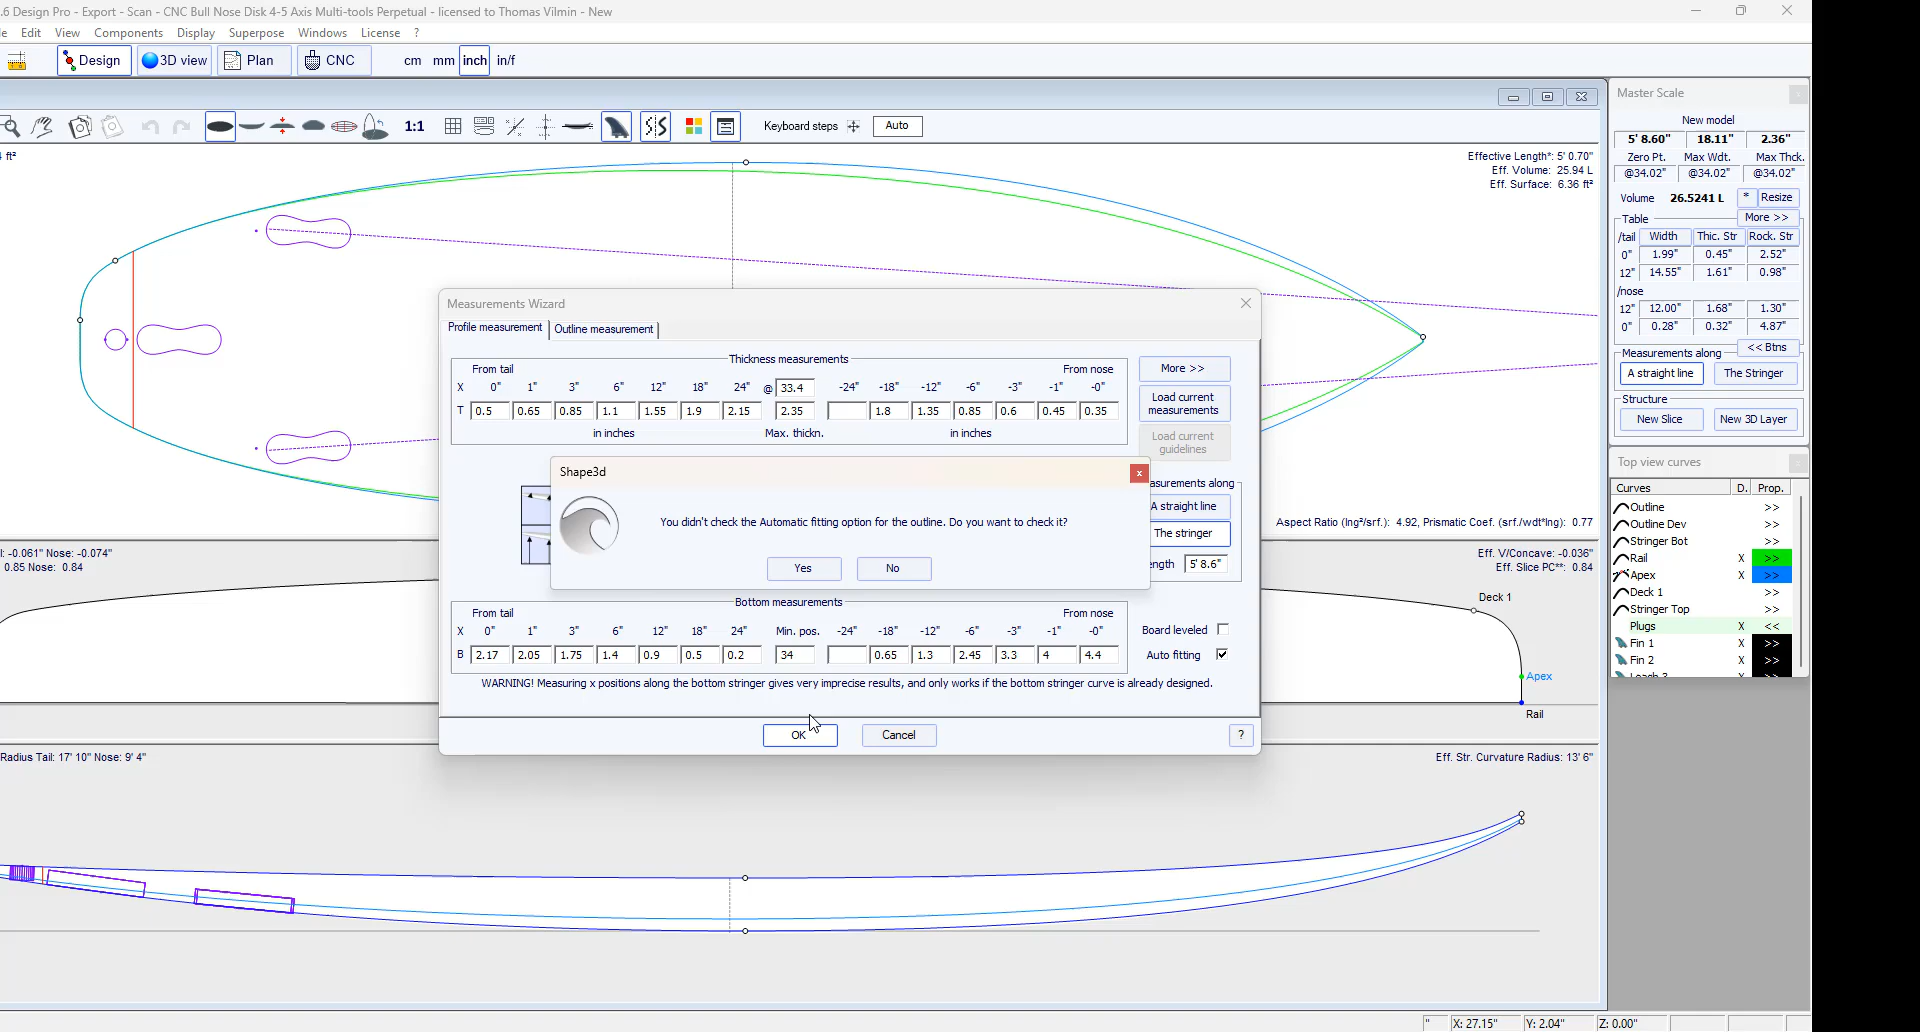 .6 Design Pro - Export - Scan - CNC Bull Nose Disk 4-5 Axis Multi-tools Perpetual - licensed to Thomas Vilmin - New
Edit View Components Display Superpose Windows License ?
Design 3D view Plan CNC cm mm inch in/f
1:1 Keyboard steps Auto
ft²
Effective Length*: 5' 0.70"
Eff. Volume: 25.94 L
Eff. Surface: 6.36 ft²
Aspect Ratio (lng²/srf.): 4.92, Prismatic Coef. (srf./wdt*lng): 0.77
Measurements Wizard
Profile measurement Outline measurement
Thickness measurements
From tail From nose
X 0" 1" 3" 6" 12" 18" 24" @ 33.4 -24" -18" -12" -6" -3" -1" -0"
T 0.5 0.65 0.85 1.1 1.55 1.9 2.15 2.35 1.8 1.35 0.85 0.6 0.45 0.35
in inches Max. thickn. in inches
More >>
Load current
measurements
Load current
guidelines
asurements along
A straight line
The stringer
ength 5' 8.6"
Shape3d
x
You didn't check the Automatic fitting option for the outline. Do you want to check it?
Yes No
Bottom measurements
From tail From nose
X 0" 1" 3" 6" 12" 18" 24" Min. pos. -24" -18" -12" -6" -3" -1" -0"
B 2.17 2.05 1.75 1.4 0.9 0.5 0.2 34 0.65 1.3 2.45 3.3 4 4.4
Board leveled
Auto fitting
WARNING! Measuring x positions along the bottom stringer gives very imprecise results, and only works if the bottom stringer curve is already designed.
OK Cancel ?
: -0.061" Nose: -0.074"
0.85 Nose: 0.84
Eff. V/Concave: -0.036"
Eff. Slice PC**: 0.84
Deck 1
Apex
Rail
Radius Tail: 17' 10" Nose: 9' 4"
Eff. Str. Curvature Radius: 13' 6"
Master Scale
New model
5' 8.60" 18.11" 2.36"
Zero Pt. Max Wdt. Max Thck.
@34.02" @34.02" @34.02"
Volume 26.5241 L * Resize
Table More >>
/tail Width Thic. Str Rock. Str
0" 1.99" 0.45" 2.52"
12" 14.55" 1.61" 0.98"
/nose
12" 12.00" 1.68" 1.30"
0" 0.28" 0.32" 4.87"
Measurements along << Btns
A straight line The Stringer
Structure
New Slice New 3D Layer
Top view curves
Curves D. Prop.
Outline >>
Outline Dev >>
Stringer Bot >>
Rail X >>
Apex X >>
Deck 1 >>
Stringer Top >>
Plugs X <<
Fin 1 X >>
Fin 2 X >>
" X: 27.15" Y: 2.04" Z: 0.00"